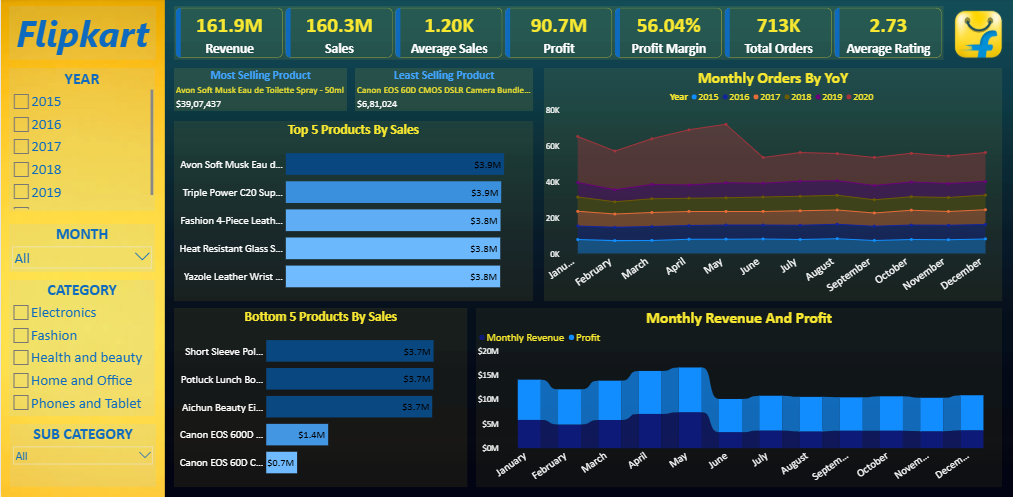 Flipkart
161.9M
Revenue
160.3M
Sales
1.20K
Average Sales
90.7M
Profit
56.04%
Profit Margin
713K
Total Orders
2.73
Average Rating
YEAR
2015
2016
2017
2018
2019
MONTH
All
CATEGORY
Electronics
Fashion
Health and beauty
Home and Office
Phones and Tablet
SUB CATEGORY
All
Most Selling Product
Avon Soft Musk Eau de Toilette Spray - 50ml
$39,07,437
Least Selling Product
Canon EOS 60D CMOS DSLR Camera Bundle...
$6,81,024
Top 5 Products By Sales
Avon Soft Musk Eau d... $3.9M
Triple Power C20 Sup... $3.9M
Fashion 4-Piece Leath... $3.8M
Heat Resistant Glass S... $3.8M
Yazole Leather Wrist ... $3.8M
Monthly Orders By YoY
Year 2015 2016 2017 2018 2019 2020
80K
60K
40K
20K
0K
Janu... February March April May June July August September October November December
Bottom 5 Products By Sales
Short Sleeve Pol... $3.7M
Potluck Lunch Bo... $3.7M
Aichun Beauty Ei... $3.7M
Canon EOS 600D ... $1.4M
Canon EOS 60D C... $0.7M
Monthly Revenue And Profit
Monthly Revenue Profit
$20M
$15M
$10M
$5M
$0M
January February March April May June July August Septem... October Novem... Decem...